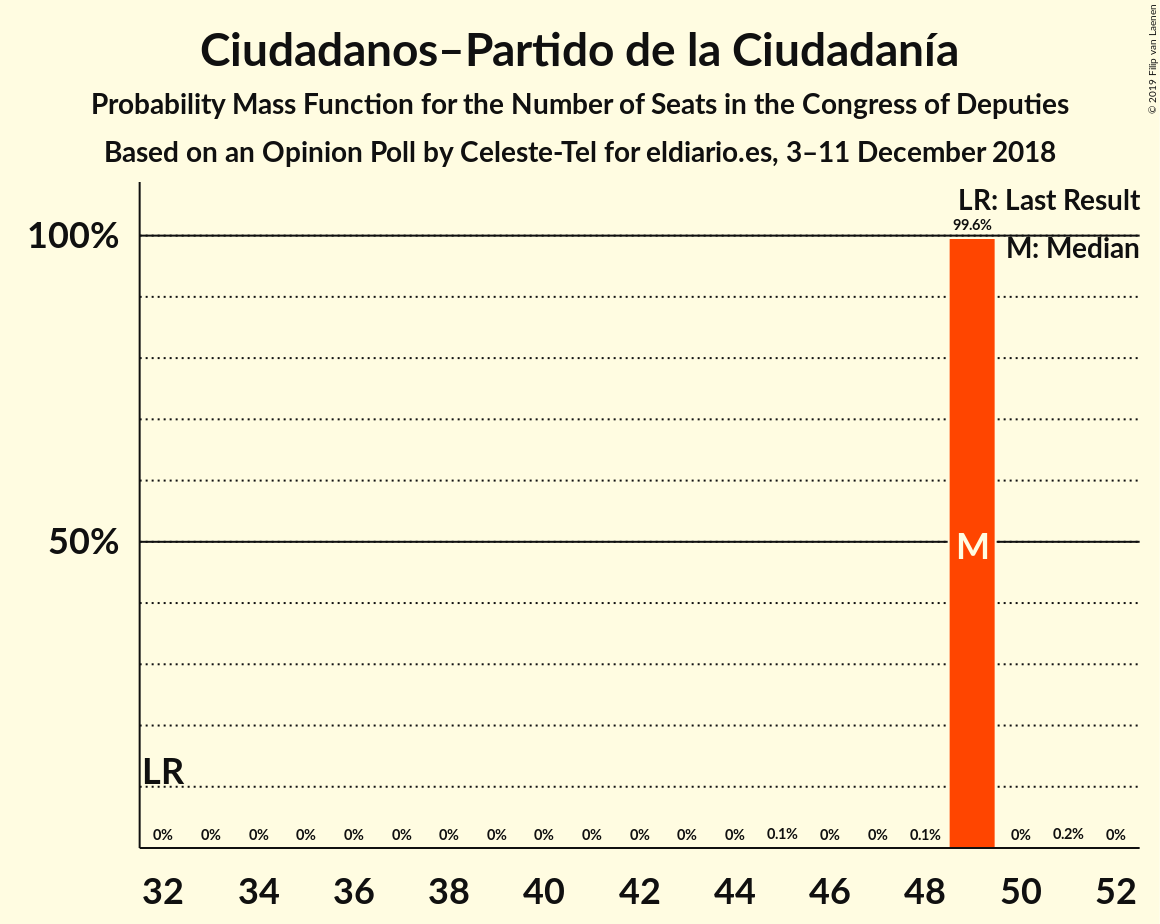 Ciudadanos–Partido de la Ciudadanía
Probability Mass Function for the Number of Seats in the Congress of Deputies
Based on an Opinion Poll by Celeste-Tel for eldiario.es, 3–11 December 2018
© 2019 Filip van Laenen
LR: Last Result
99.6%
100%
M: Median
50%
M
LR
0% 0% 0% 0% 0% 0% 0% 0% 0% 0% 0% 0% 0% 0.1% 0% 0% 0.1% 0% 0.2% 0%
32 34 36 38 40 42 44 46 48 50 52